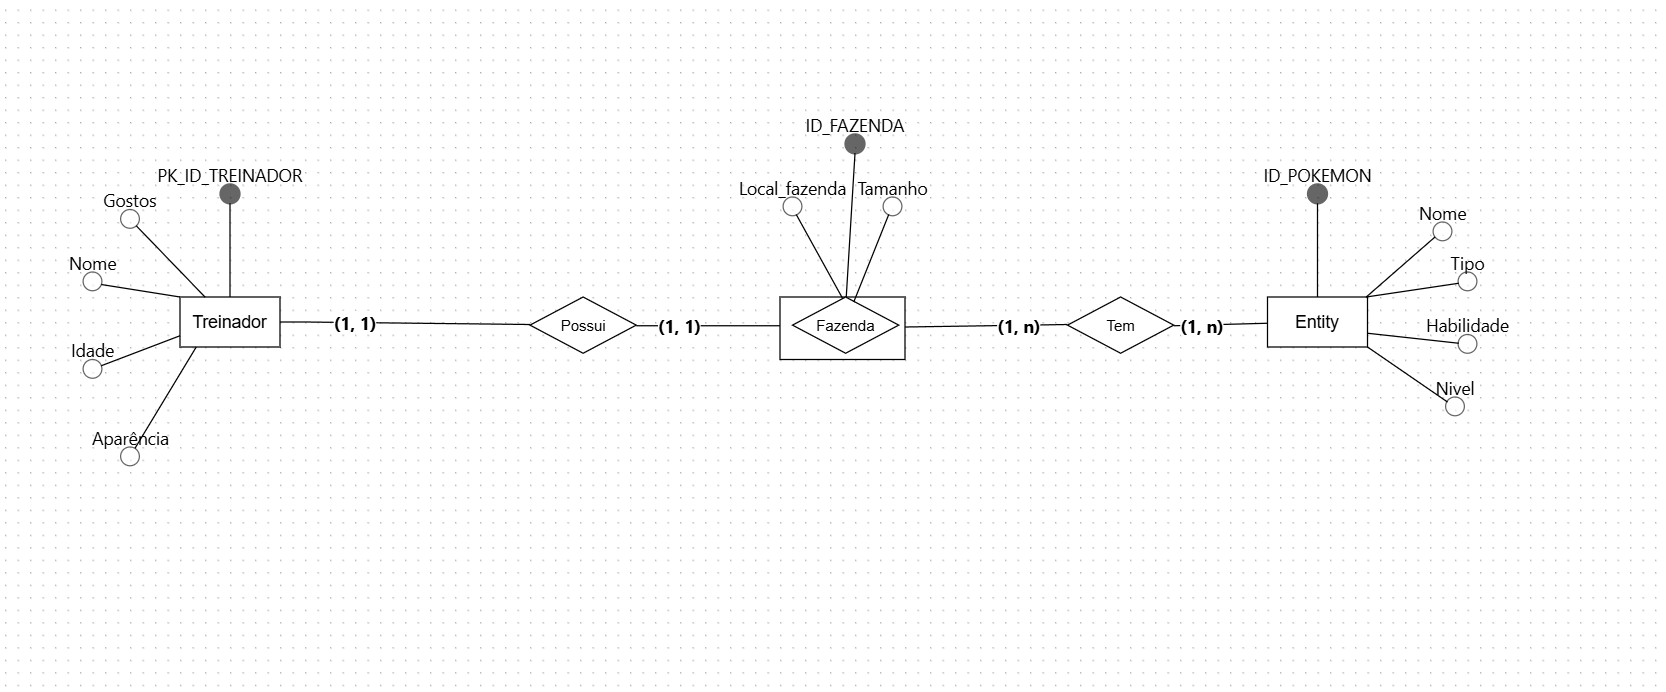 PK_ID_TREINADOR
Gostos
Nome
Idade
Aparência
Treinador
(1, 1)
Possui
(1, 1)
ID_FAZENDA
Local_fazenda
Tamanho
Fazenda
(1, n)
Tem
(1, n)
ID_POKEMON
Entity
Nome
Tipo
Habilidade
Nivel